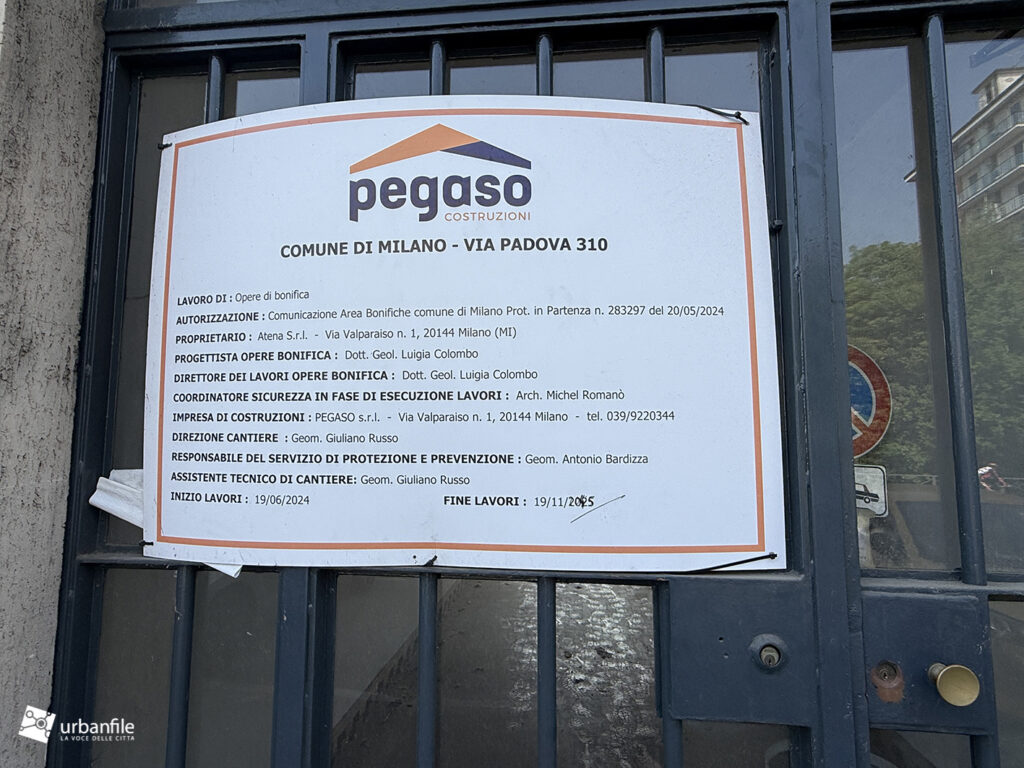 pegaso
COSTRUZIONI
COMUNE DI MILANO - VIA PADOVA 310
LAVORO DI : Opere di bonifica
AUTORIZZAZIONE : Comunicazione Area Bonifiche comune di Milano Prot. in Partenza n. 283297 del 20/05/2024
PROPRIETARIO : Atena S.r.l. - Via Valparaiso n. 1, 20144 Milano (MI)
PROGETTISTA OPERE BONIFICA : Dott. Geol. Luigia Colombo
DIRETTORE DEI LAVORI OPERE BONIFICA : Dott. Geol. Luigia Colombo
COORDINATORE SICUREZZA IN FASE DI ESECUZIONE LAVORI : Arch. Michel Romanò
IMPRESA DI COSTRUZIONI : PEGASO s.r.l. - Via Valparaiso n. 1, 20144 Milano - tel. 039/9220344
DIREZIONE CANTIERE : Geom. Giuliano Russo
RESPONSABILE DEL SERVIZIO DI PROTEZIONE E PREVENZIONE : Geom. Antonio Bardizza
ASSISTENTE TECNICO DI CANTIERE: Geom. Giuliano Russo
INIZIO LAVORI : 19/06/2024 FINE LAVORI : 19/11/2025
urbanfile
LA VOCE DELLE CITTÀ